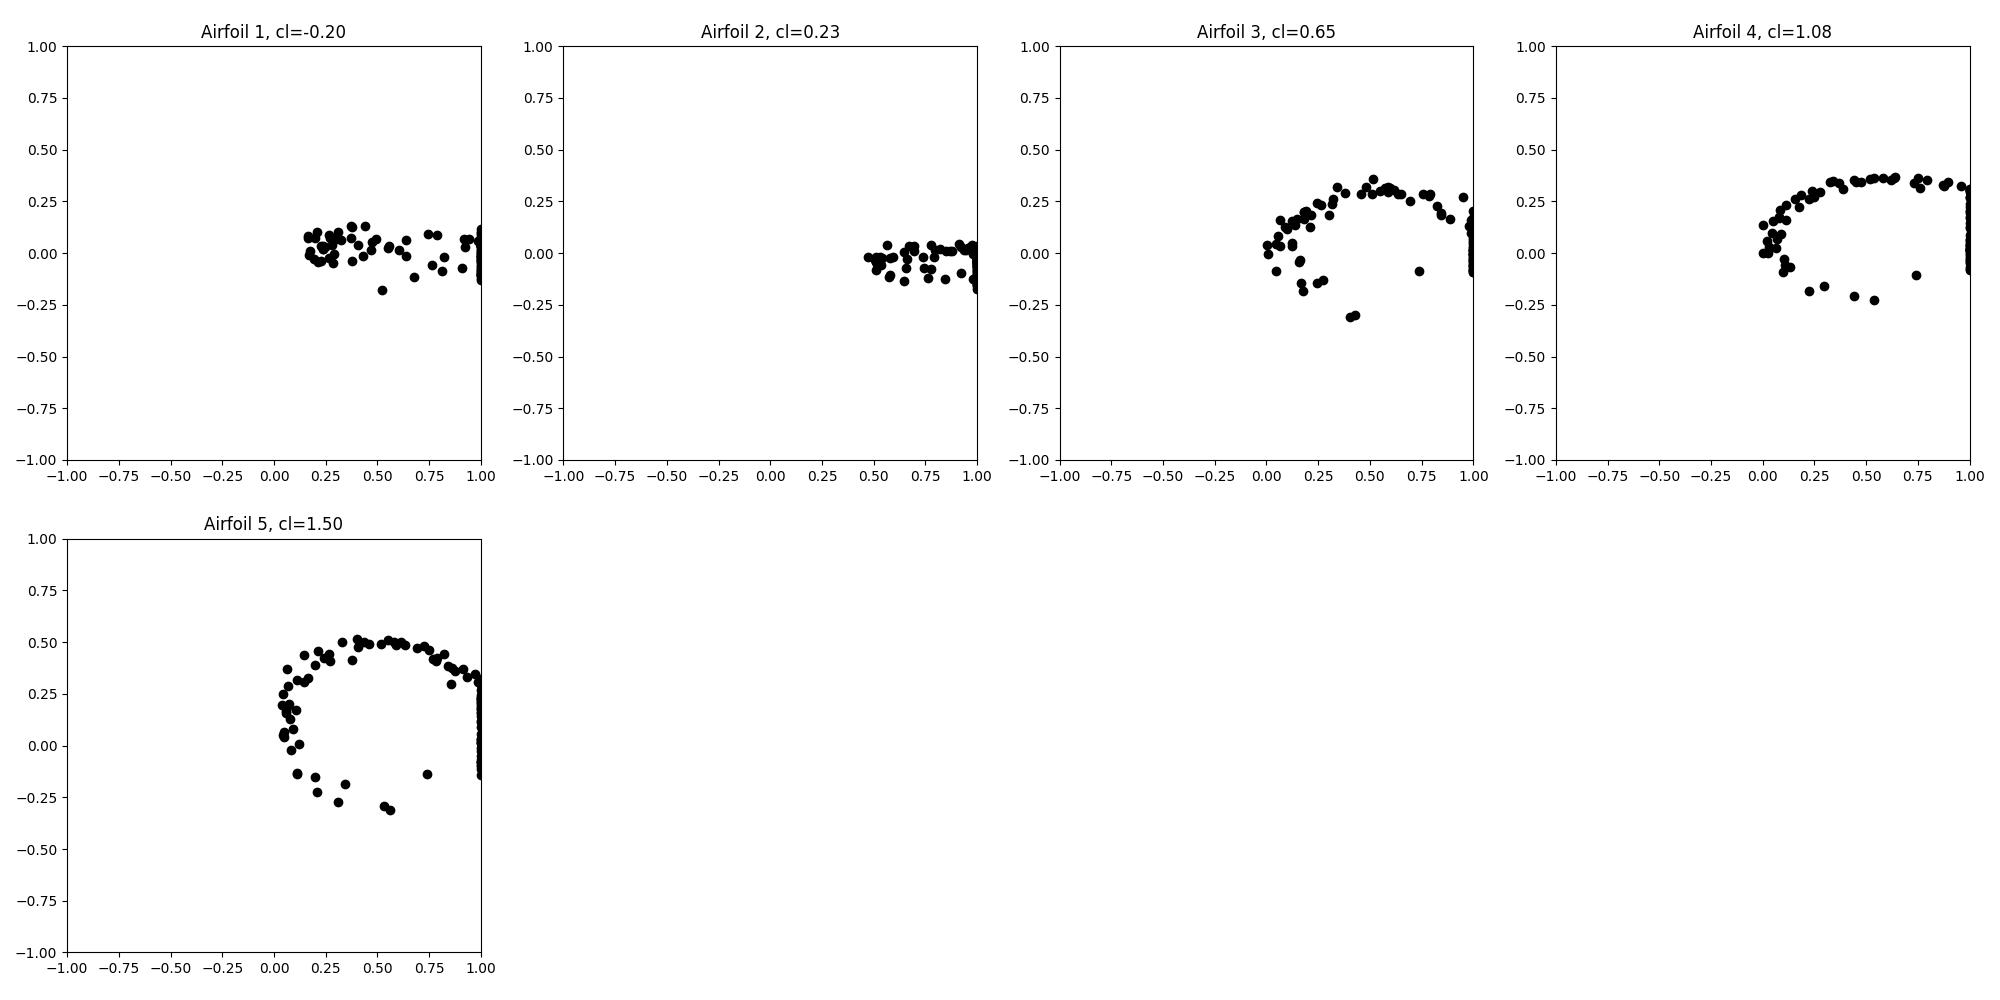 Airfoil 1, cl=-0.20
Airfoil 2, cl=0.23
Airfoil 3, cl=0.65
Airfoil 4, cl=1.08
1.00 1.00 1.00 1.00
0.75 0.75 0.75 0.75
0.50 0.50 0.50 0.50
0.25 0.25 0.25 0.25
0.00 0.00 0.00 0.00
−0.25 −0.25 −0.25 −0.25
−0.50 −0.50 −0.50 −0.50
−0.75 −0.75 −0.75 −0.75
−1.00 −1.00 −1.00 −1.00
−1.00 −0.75 −0.50 −0.25 0.00 0.25 0.50 0.75 1.00
−1.00 −0.75 −0.50 −0.25 0.00 0.25 0.50 0.75 1.00
−1.00 −0.75 −0.50 −0.25 0.00 0.25 0.50 0.75 1.00
−1.00 −0.75 −0.50 −0.25 0.00 0.25 0.50 0.75 1.00
Airfoil 5, cl=1.50
1.00
0.75
0.50
0.25
0.00
−0.25
−0.50
−0.75
−1.00
−1.00 −0.75 −0.50 −0.25 0.00 0.25 0.50 0.75 1.00